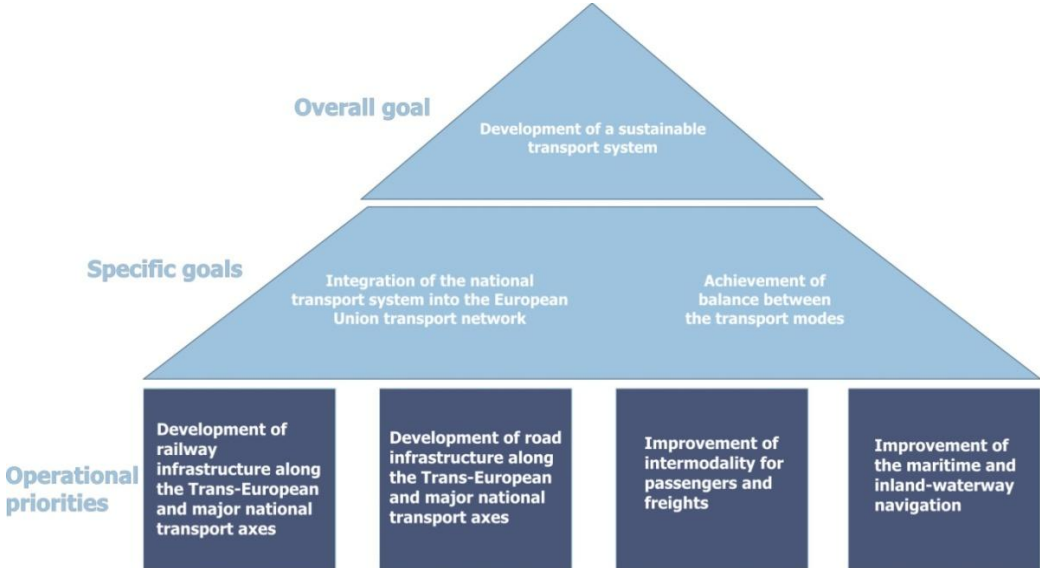 Overall goal
Development of a sustainable
transport system
Specific goals
Integration of the national
transport system into the European
Union transport network
Achievement of
balance between
the transport modes
Operational
priorities
Development of
railway
infrastructure along
the Trans-European
and major national
transport axes
Development of road
infrastructure along
the Trans-European
and major national
transport axes
Improvement of
intermodality for
passengers and
freights
Improvement of
the maritime and
inland-waterway
navigation